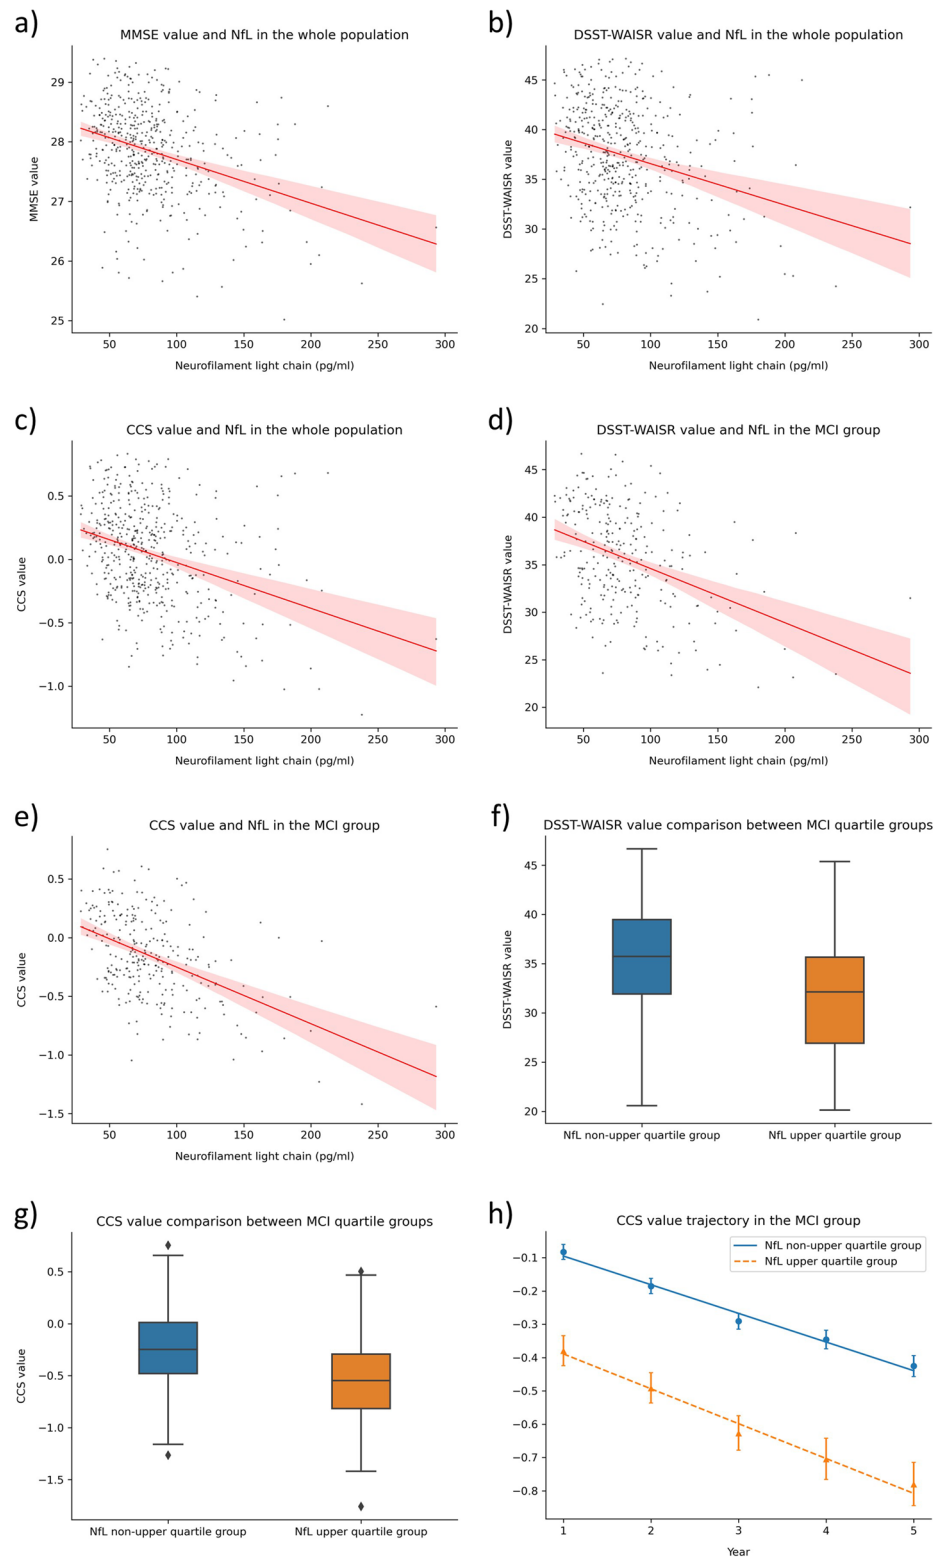 a)
MMSE value and NfL in the whole population
MMSE value
29
28
27
26
25
50 100 150 200 250 300
Neurofilament light chain (pg/ml)
b)
DSST-WAISR value and NfL in the whole population
DSST-WAISR value
45
40
35
30
25
20
50 100 150 200 250 300
Neurofilament light chain (pg/ml)
c)
CCS value and NfL in the whole population
CCS value
0.5
0.0
−0.5
−1.0
50 100 150 200 250 300
Neurofilament light chain (pg/ml)
d)
DSST-WAISR value and NfL in the MCI group
DSST-WAISR value
45
40
35
30
25
20
50 100 150 200 250 300
Neurofilament light chain (pg/ml)
e)
CCS value and NfL in the MCI group
CCS value
0.5
0.0
−0.5
−1.0
−1.5
50 100 150 200 250 300
Neurofilament light chain (pg/ml)
f)
DSST-WAISR value comparison between MCI quartile groups
DSST-WAISR value
45
40
35
30
25
20
NfL non-upper quartile group NfL upper quartile group
g)
CCS value comparison between MCI quartile groups
CCS value
0.5
0.0
−0.5
−1.0
−1.5
NfL non-upper quartile group NfL upper quartile group
h)
CCS value trajectory in the MCI group
NfL non-upper quartile group
NfL upper quartile group
−0.1
−0.2
−0.3
−0.4
−0.5
−0.6
−0.7
−0.8
1 2 3 4 5
Year